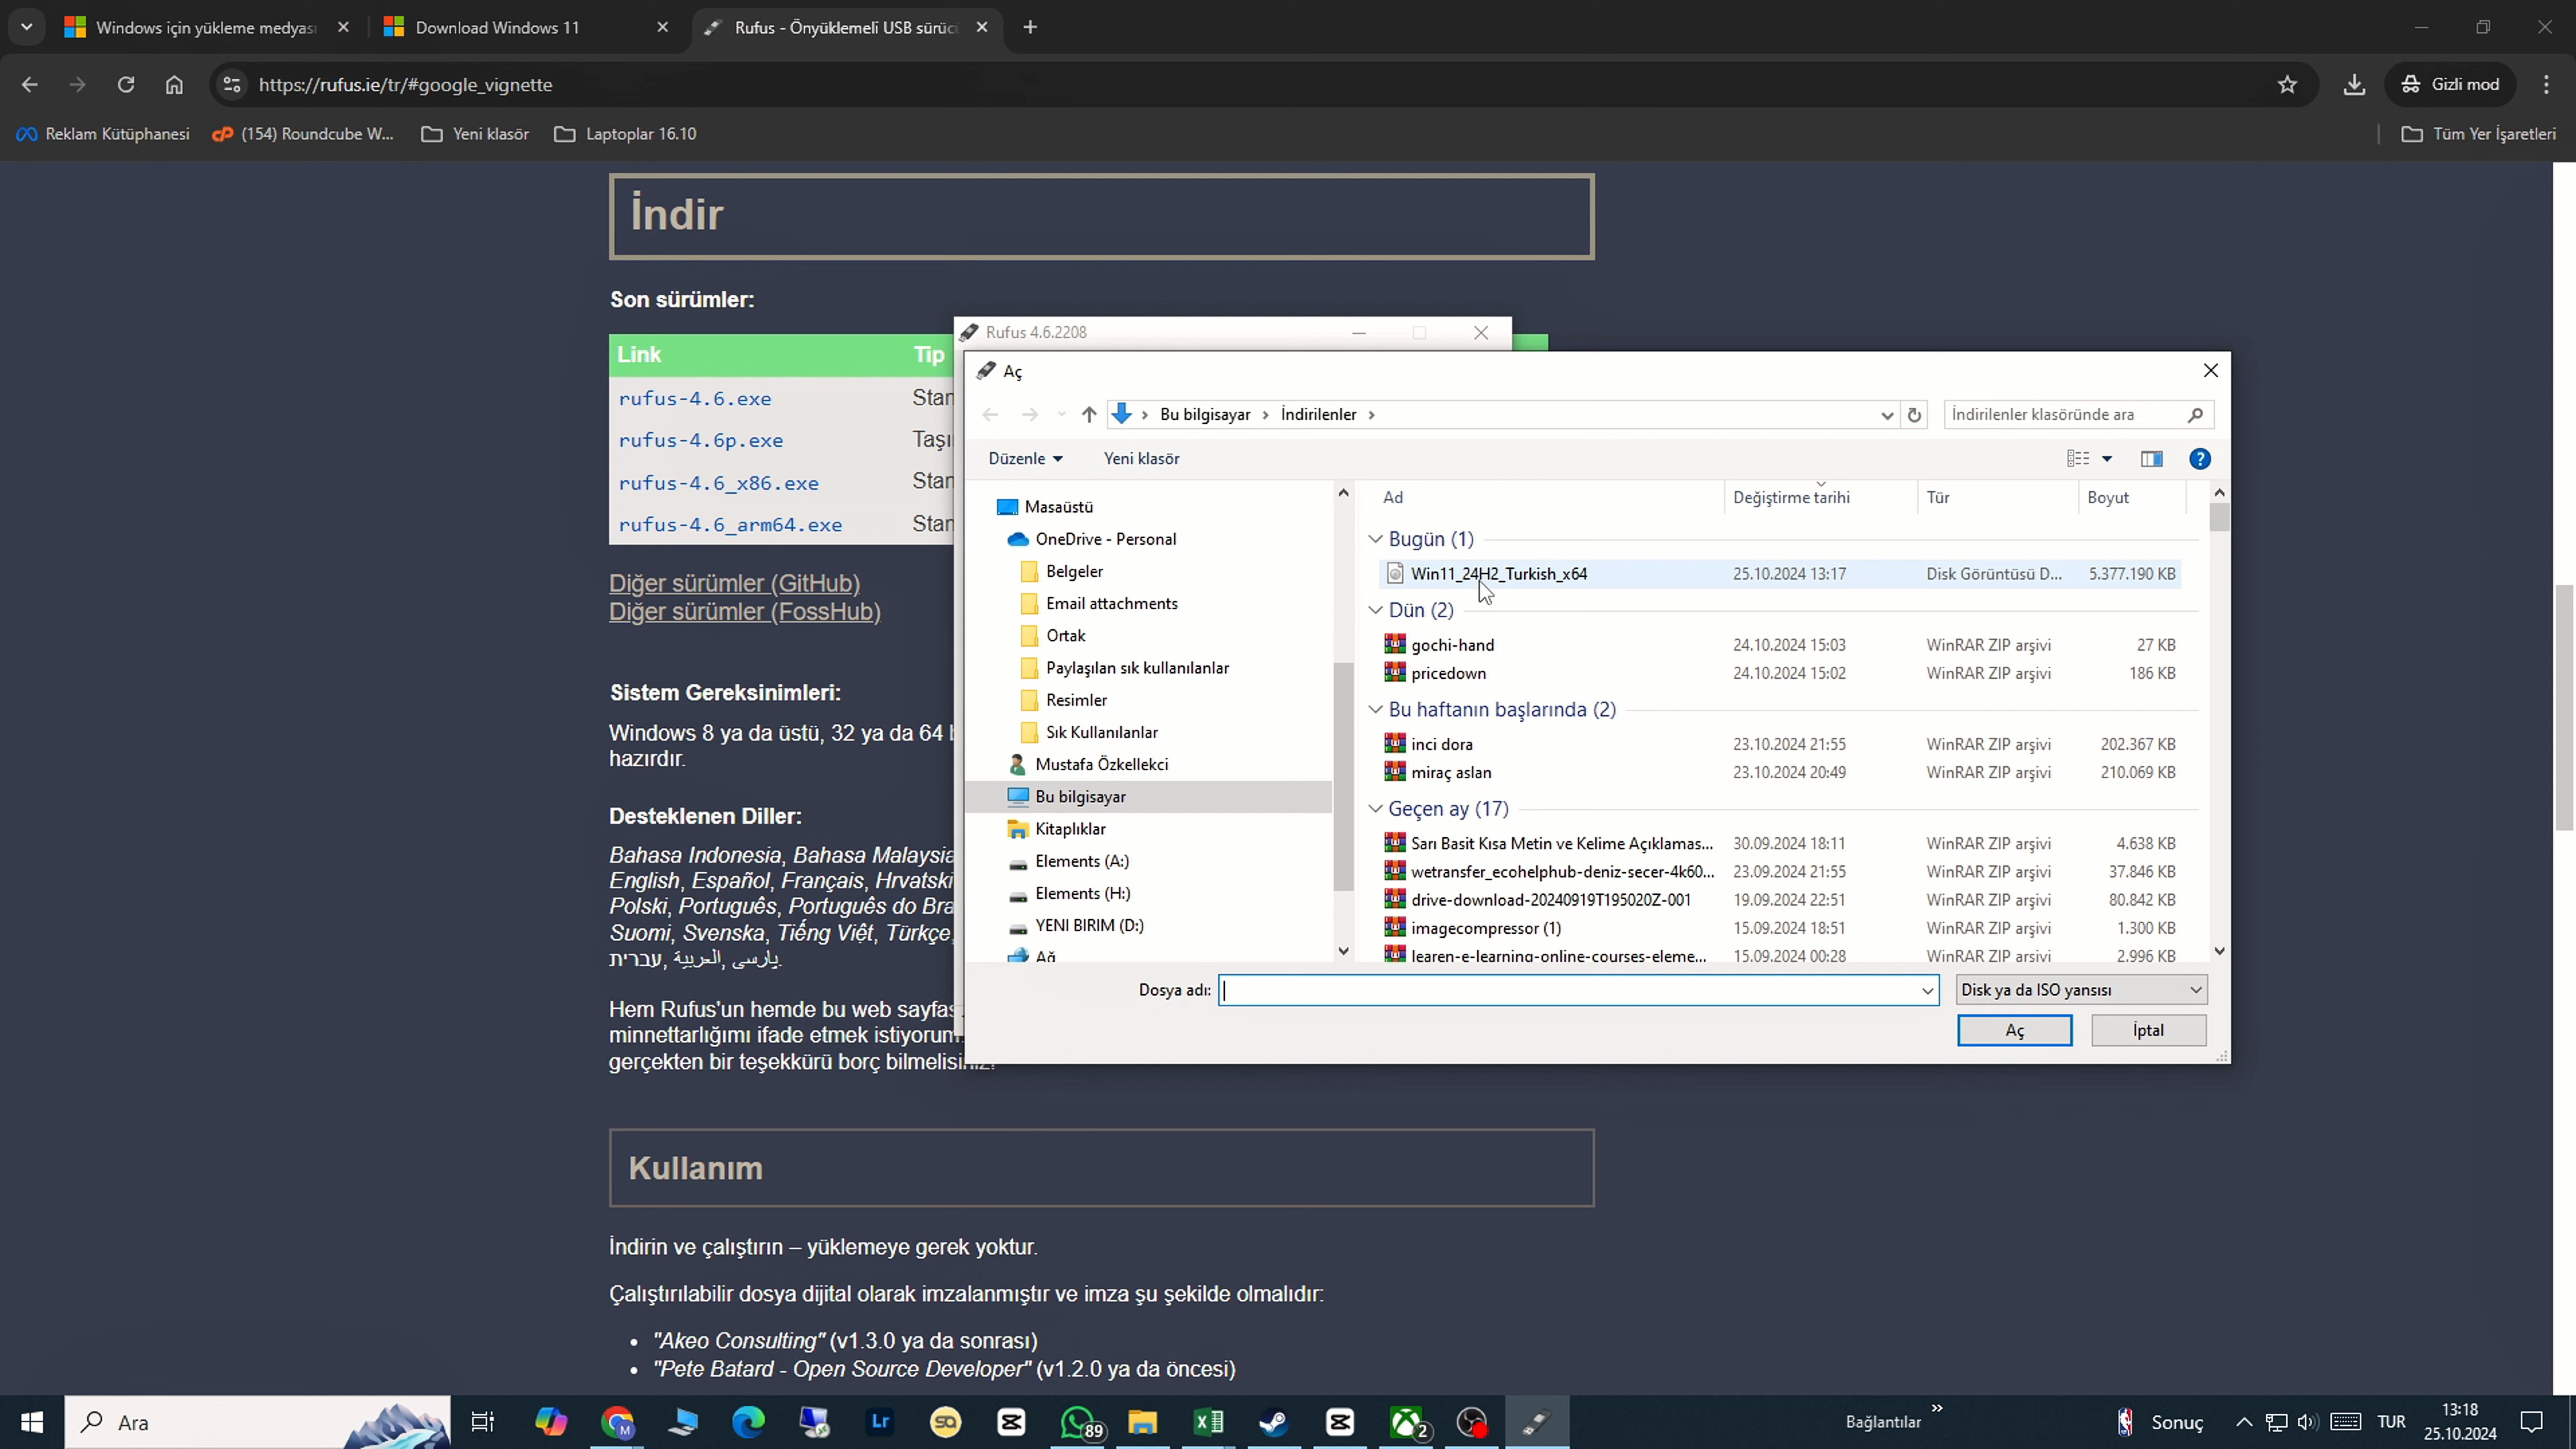 Windows için yükleme medyası
Download Windows 11
Rufus - Önyüklemeli USB sürücü
https://rufus.ie/tr/#google_vignette
Gizli mod
Reklam Kütüphanesi
(154) Roundcube W...
Yeni klasör
Laptoplar 16.10
Tüm Yer İşaretleri
İndir
Son sürümler:
Link Tip
rufus-4.6.exe Stan
rufus-4.6p.exe Taşı
rufus-4.6_x86.exe Stan
rufus-4.6_arm64.exe Stan
Diğer sürümler (GitHub)
Diğer sürümler (FossHub)
Sistem Gereksinimleri:
Windows 8 ya da üstü, 32 ya da 64
hazırdır.
Desteklenen Diller:
Bahasa Indonesia, Bahasa Malaysia
English, Español, Français, Hrvatski
Polski, Português, Português do Bra
Suomi, Svenska, Tiếng Việt, Türkçe,
پارسی ,العربية ,עברית.
Hem Rufus'un hemde bu web sayfas
minnettarlığımı ifade etmek istiyorum.
gerçekten bir teşekkürü borç bilmelisiniz!
Rufus 4.6.2208
Aç
Bu bilgisayar › İndirilenler ›
İndirilenler klasöründe ara
Düzenle
Yeni klasör
Masaüstü
OneDrive - Personal
Belgeler
Email attachments
Ortak
Paylaşılan sık kullanılanlar
Resimler
Sık Kullanılanlar
Mustafa Özkellekci
Bu bilgisayar
Kitaplıklar
Elements (A:)
Elements (H:)
YENI BIRIM (D:)
Ağ
Ad Değiştirme tarihi Tür Boyut
Bugün (1)
Win11_24H2_Turkish_x64 25.10.2024 13:17 Disk Görüntüsü D... 5.377.190 KB
Dün (2)
gochi-hand 24.10.2024 15:03 WinRAR ZIP arşivi 27 KB
pricedown 24.10.2024 15:02 WinRAR ZIP arşivi 186 KB
Bu haftanın başlarında (2)
inci dora 23.10.2024 21:55 WinRAR ZIP arşivi 202.367 KB
miraç aslan 23.10.2024 20:49 WinRAR ZIP arşivi 210.069 KB
Geçen ay (17)
Sarı Basit Kısa Metin ve Kelime Açıklamas... 30.09.2024 18:11 WinRAR ZIP arşivi 4.638 KB
wetransfer_ecohelphub-deniz-secer-4k60... 23.09.2024 21:55 WinRAR ZIP arşivi 37.846 KB
drive-download-20240919T195020Z-001 19.09.2024 22:51 WinRAR ZIP arşivi 80.842 KB
imagecompressor (1) 15.09.2024 18:51 WinRAR ZIP arşivi 1.300 KB
learen-e-learning-online-courses-eleme... 15.09.2024 00:28 WinRAR ZIP arşivi 2.996 KB
Dosya adı:
Disk ya da ISO yansısı
Aç
İptal
Kullanım
İndirin ve çalıştırın – yüklemeye gerek yoktur.
Çalıştırılabilir dosya dijital olarak imzalanmıştır ve imza şu şekilde olmalıdır:
• "Akeo Consulting" (v1.3.0 ya da sonrası)
• "Pete Batard - Open Source Developer" (v1.2.0 ya da öncesi)
Ara
M
Lr
89
2
Bağlantılar
»
Sonuç
TUR
13:18
25.10.2024